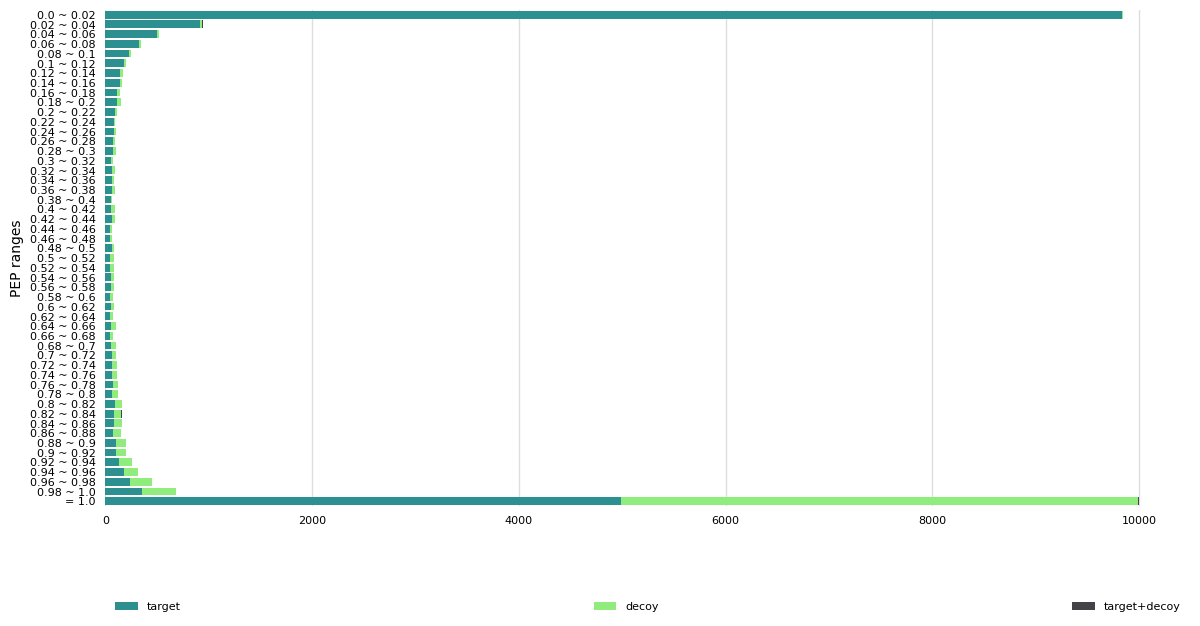 0.0 ~ 0.02
0.02 ~ 0.04
0.04 ~ 0.06
0.06 ~ 0.08
0.08 ~ 0.1
0.1 ~ 0.12
0.12 ~ 0.14
0.14 ~ 0.16
0.16 ~ 0.18
0.18 ~ 0.2
0.2 ~ 0.22
0.22 ~ 0.24
0.24 ~ 0.26
0.26 ~ 0.28
0.28 ~ 0.3
0.3 ~ 0.32
0.32 ~ 0.34
0.34 ~ 0.36
0.36 ~ 0.38
0.38 ~ 0.4
0.4 ~ 0.42
0.42 ~ 0.44
0.44 ~ 0.46
0.46 ~ 0.48
0.48 ~ 0.5
0.5 ~ 0.52
0.52 ~ 0.54
0.54 ~ 0.56
0.56 ~ 0.58
0.58 ~ 0.6
0.6 ~ 0.62
0.62 ~ 0.64
0.64 ~ 0.66
0.66 ~ 0.68
0.68 ~ 0.7
0.7 ~ 0.72
0.72 ~ 0.74
0.74 ~ 0.76
0.76 ~ 0.78
0.78 ~ 0.8
0.8 ~ 0.82
0.82 ~ 0.84
0.84 ~ 0.86
0.86 ~ 0.88
0.88 ~ 0.9
0.9 ~ 0.92
0.92 ~ 0.94
0.94 ~ 0.96
0.96 ~ 0.98
0.98 ~ 1.0
= 1.0
PEP ranges
0 2000 4000 6000 8000 10000
target decoy target+decoy